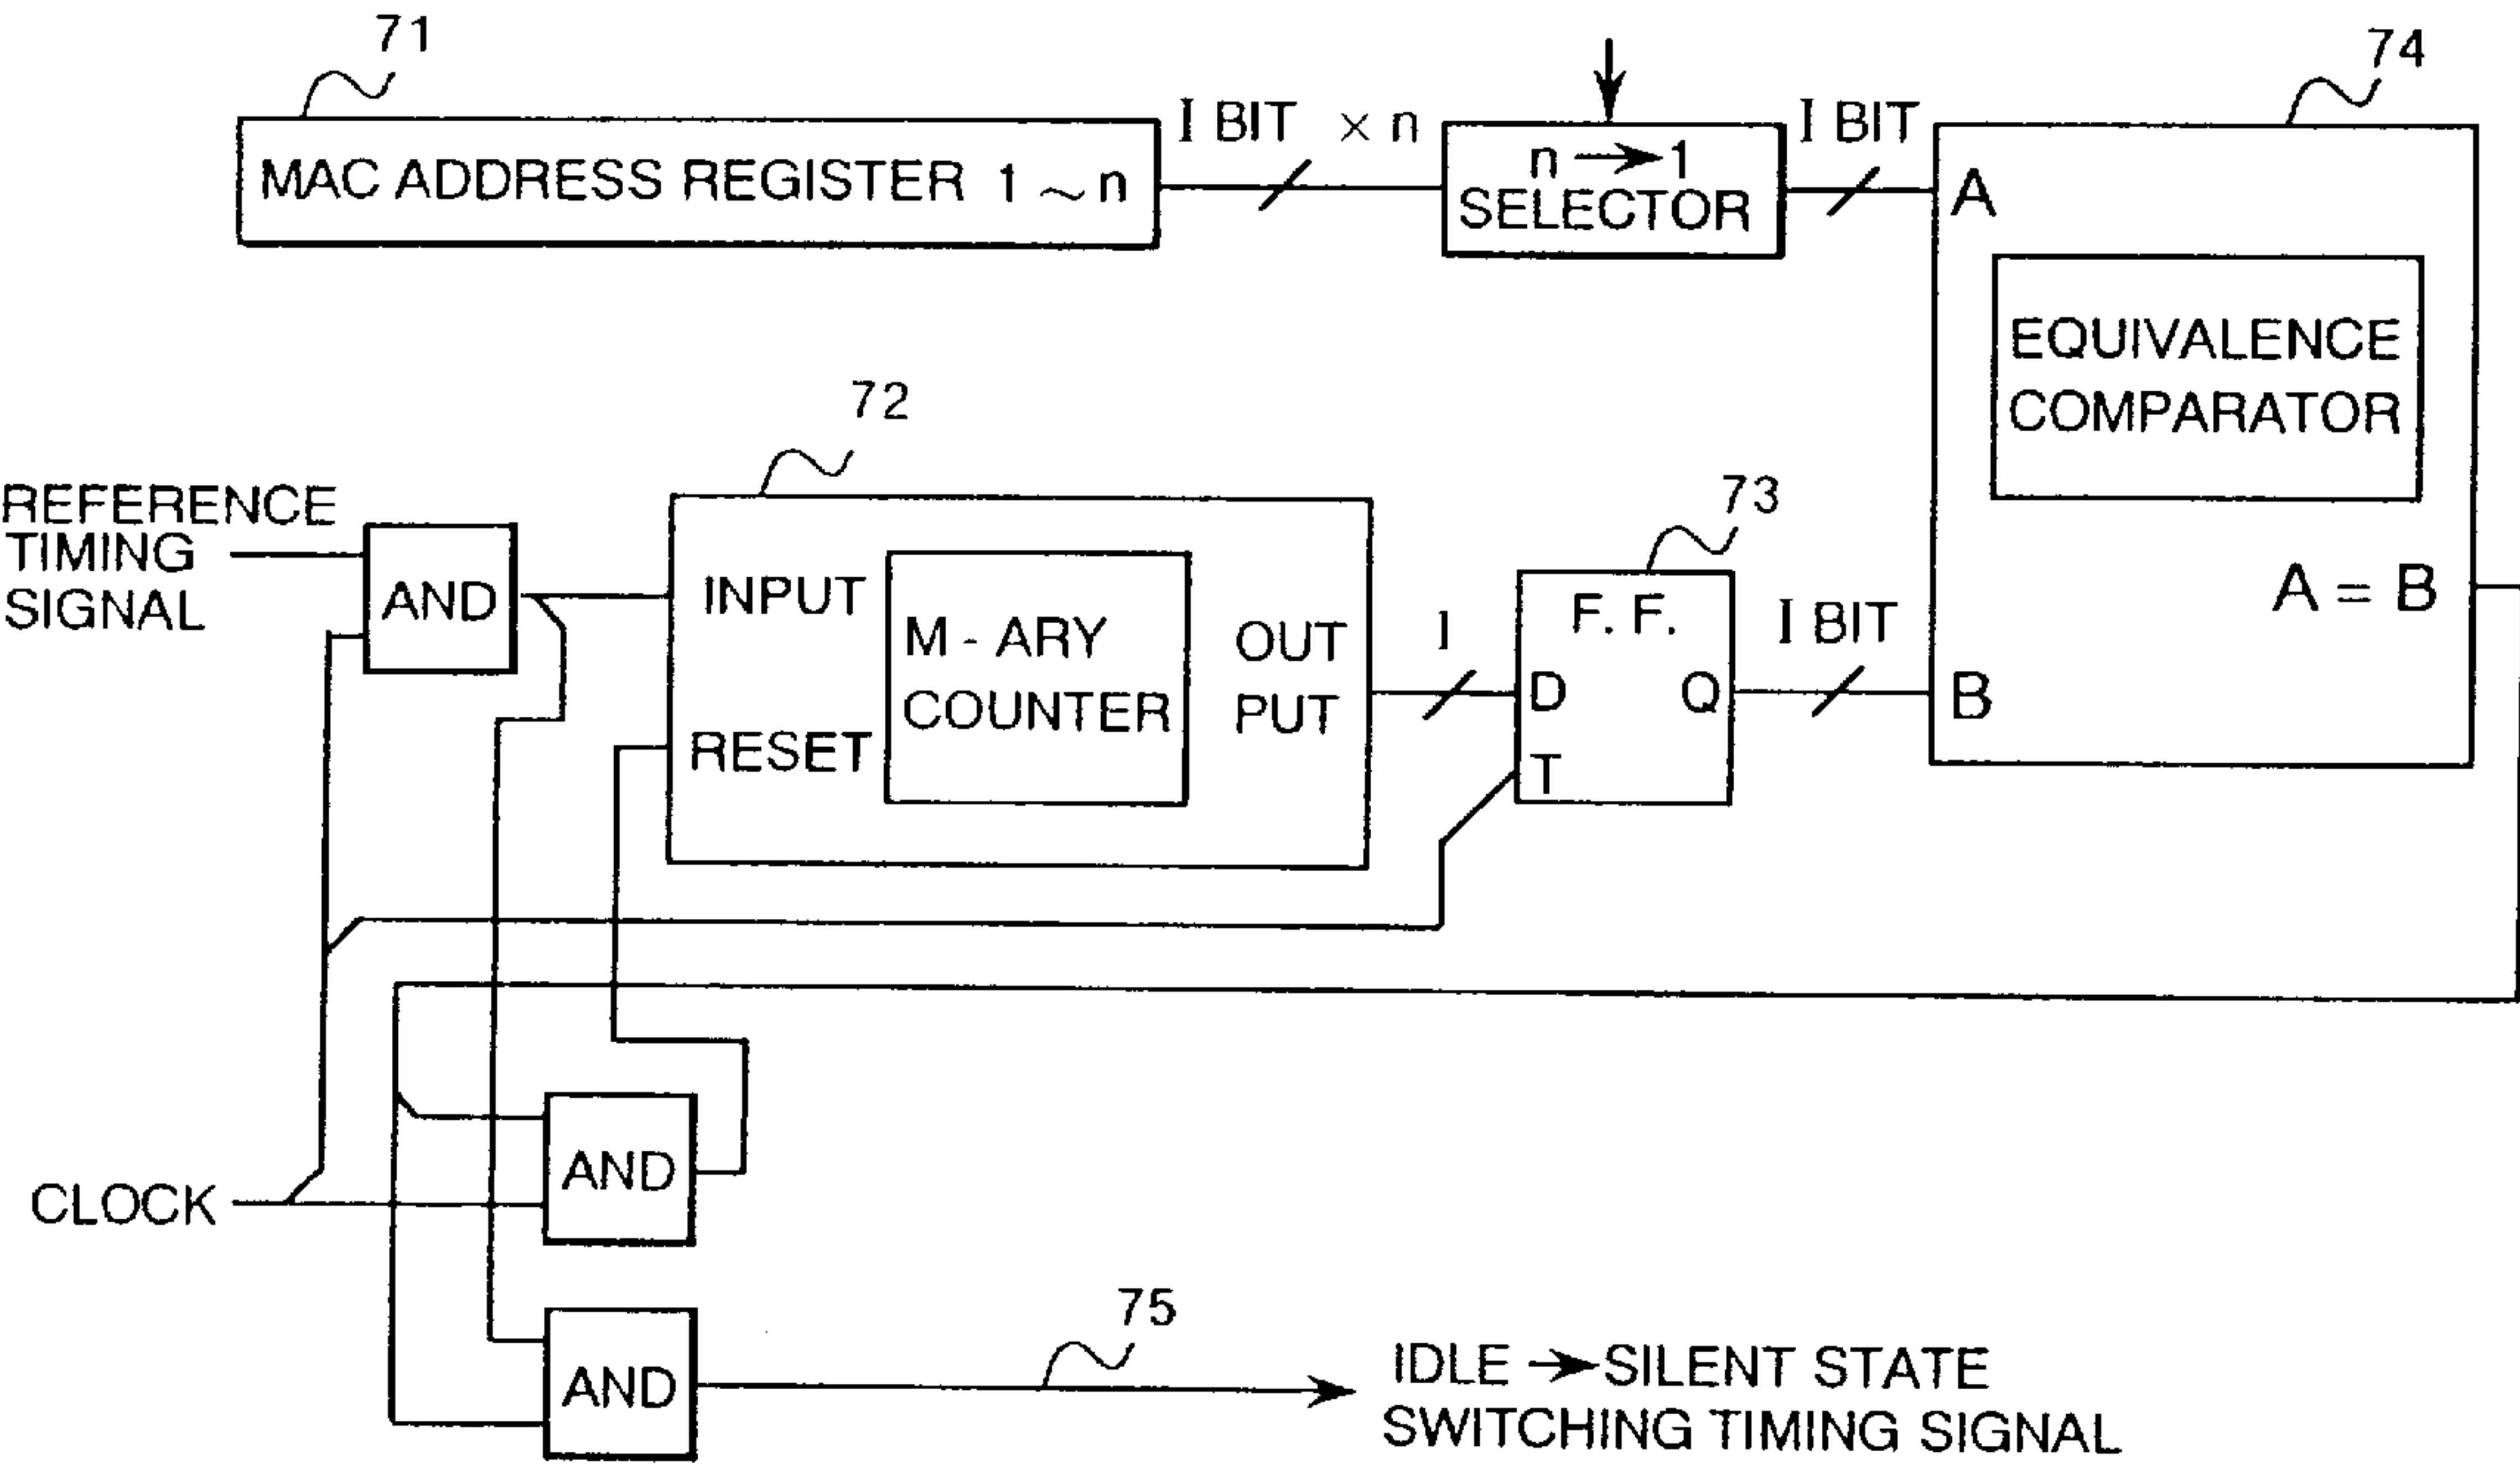 71
74
I BIT × n
I BIT
MAC ADDRESS REGISTER 1 ~ n
n → 1
SELECTOR
A
EQUIVALENCE
COMPARATOR
A = B
B
72
73
REFERENCE
TIMING
SIGNAL
AND
INPUT
RESET
M - ARY
COUNTER
OUT
PUT
I
F. F.
D
Q
T
I BIT
AND
CLOCK
AND
75
IDLE → SILENT STATE
SWITCHING TIMING SIGNAL